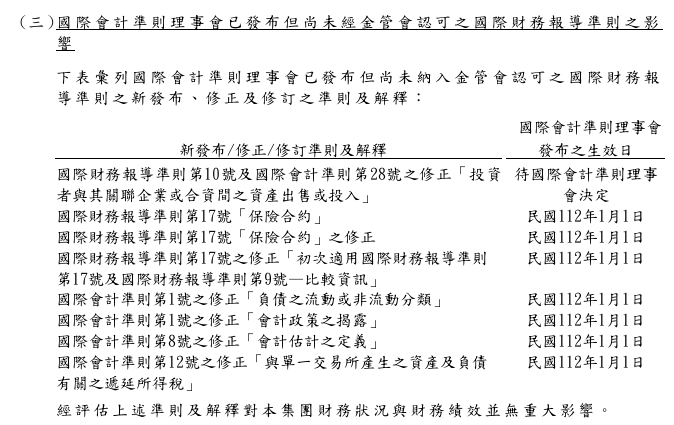 (三)國際會計準則理事會已發布但尚未經金管會認可之國際財務報導準則之影
響
下表彙列國際會計準則理事會已發布但尚未納入金管會認可之國際財務報
導準則之新發布、修正及修訂之準則及解釋：
國際會計準則理事會
新發布/修正/修訂準則及解釋 發布之生效日
國際財務報導準則第10號及國際會計準則第28號之修正「投資 待國際會計準則理事
者與其關聯企業或合資間之資產出售或投入」 會決定
國際財務報導準則第17號「保險合約」 民國112年1月1日
國際財務報導準則第17號「保險合約」之修正 民國112年1月1日
國際財務報導準則第17號之修正「初次適用國際財務報導準則 民國112年1月1日
第17號及國際財務報導準則第9號—比較資訊」
國際會計準則第1號之修正「負債之流動或非流動分類」 民國112年1月1日
國際會計準則第1號之修正「會計政策之揭露」 民國112年1月1日
國際會計準則第8號之修正「會計估計之定義」 民國112年1月1日
國際會計準則第12號之修正「與單一交易所產生之資產及負債 民國112年1月1日
有關之遞延所得稅」
經評估上述準則及解釋對本集團財務狀況與財務績效並無重大影響。